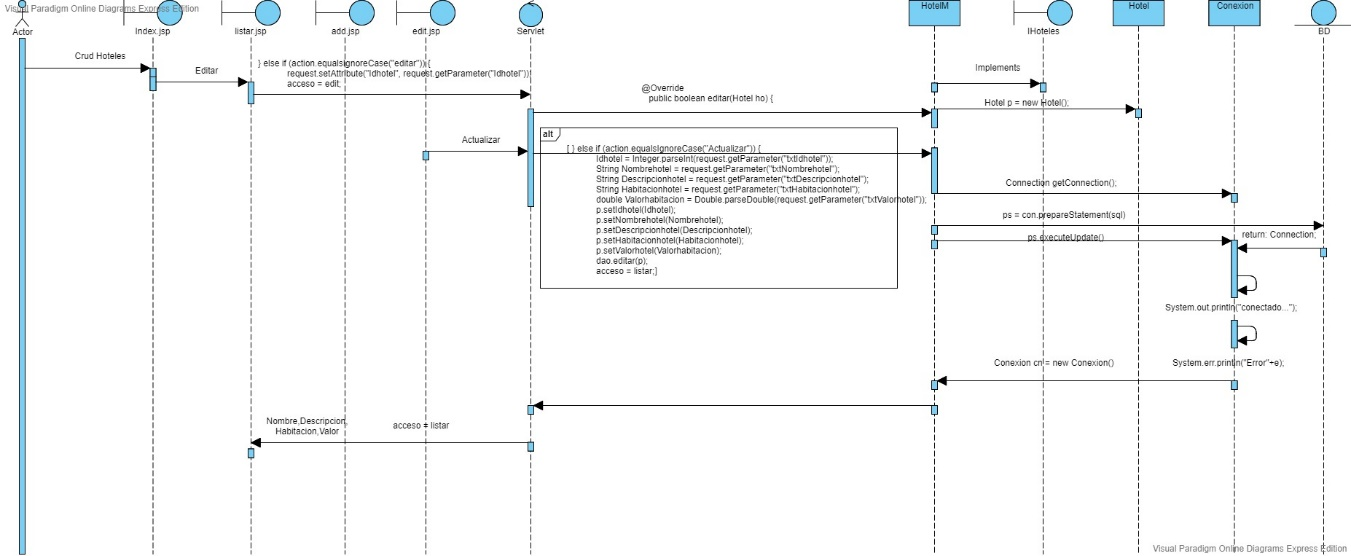 Visual Paradigm Online Diagrams Express Edition
Actor
Index.jsp
listar.jsp
add.jsp
edit.jsp
Servlet
HotelM
IHoteles
Hotel
Conexion
BD
Crud Hoteles
Editar
} else if (action.equalsIgnoreCase("editar")) {
request.setAttribute("Idhotel", request.getParameter("Idhotel"))
acceso = edit;
@Override
public boolean editar(Hotel ho) {
Implements
Hotel p = new Hotel();
alt
Actualizar
[ } else if (action.equalsIgnoreCase("Actualizar")) {
Idhotel = Integer.parseInt(request.getParameter("txtIdhotel"));
String Nombrehotel = request.getParameter("txtNombrehotel");
String Descripcionhotel = request.getParameter("txtDescripcionhotel");
String Habitacionhotel = request.getParameter("txtHabitacionhotel");
double Valorhabitacion = Double.parseDouble(request.getParameter("txtValorhotel"));
p.setIdhotel(Idhotel);
p.setNombrehotel(Nombrehotel);
p.setDescripcionhotel(Descripcionhotel);
p.setHabitacionhotel(Habitacionhotel);
p.setValorhotel(Valorhabitacion);
dao.editar(p);
acceso = listar;]
Connection getConnection();
ps = con.prepareStatement(sql)
ps.executeUpdate()
return: Connection;
System.out.println("conectado...");
Conexion cn = new Conexion()
System.err.println("Error"+e);
Nombre,Descripcion,
Habitacion,Valor
acceso = listar
Visual Paradigm Online Diagrams Express Edition